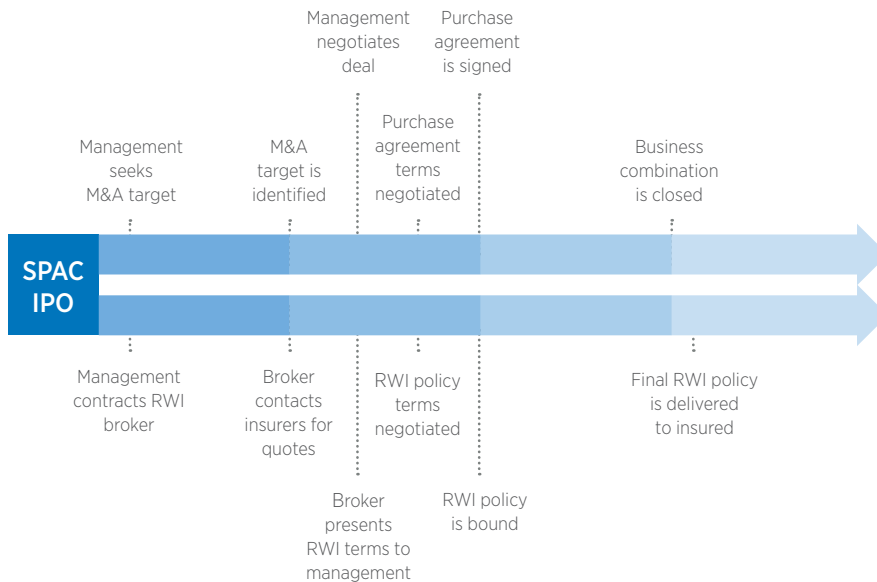 Management
negotiates
deal
Purchase
agreement
is signed
Management
seeks
M&A target
M&A
target is
identified
Purchase
agreement
terms
negotiated
Business
combination
is closed
SPAC
IPO
Management
contracts RWI
broker
Broker
contacts
insurers for
quotes
RWI policy
terms
negotiated
Final RWI policy
is delivered
to insured
Broker
presents
RWI terms to
management
RWI policy
is bound